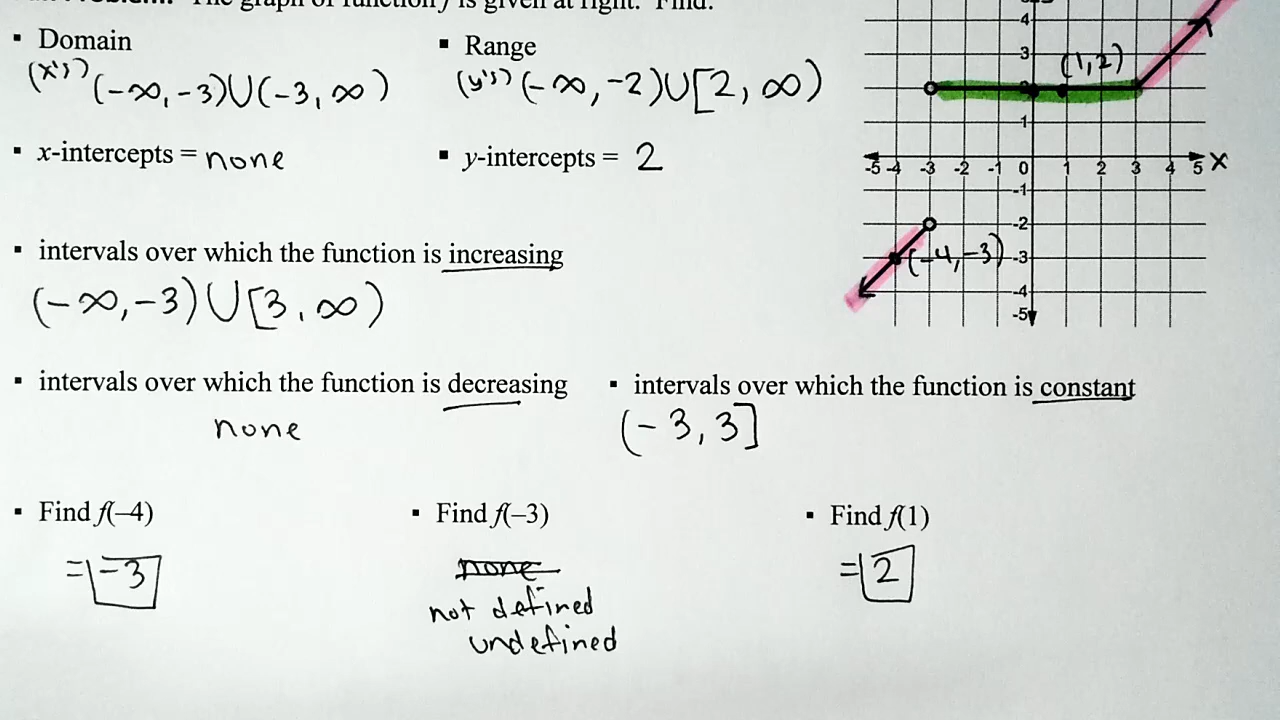 Problem: The graph of function f is given at right. Find:
▪ Domain
(x's) (-∞,-3)∪(-3,∞)
▪ Range
(y's) (-∞,-2)∪[2,∞)
▪ x-intercepts = none
▪ y-intercepts = 2
▪ intervals over which the function is increasing
(-∞,-3)∪[3,∞)
▪ intervals over which the function is decreasing
none
▪ intervals over which the function is constant
(-3,3]
▪ Find f(–4)
= -3
▪ Find f(–3)
none
not defined
undefined
▪ Find f(1)
= 2
4
3
(1,2)
1
-5 -4 -3 -2 -1 0 1 2 3 4 5 X
-1
-2
(-4,-3) -3
-4
-5